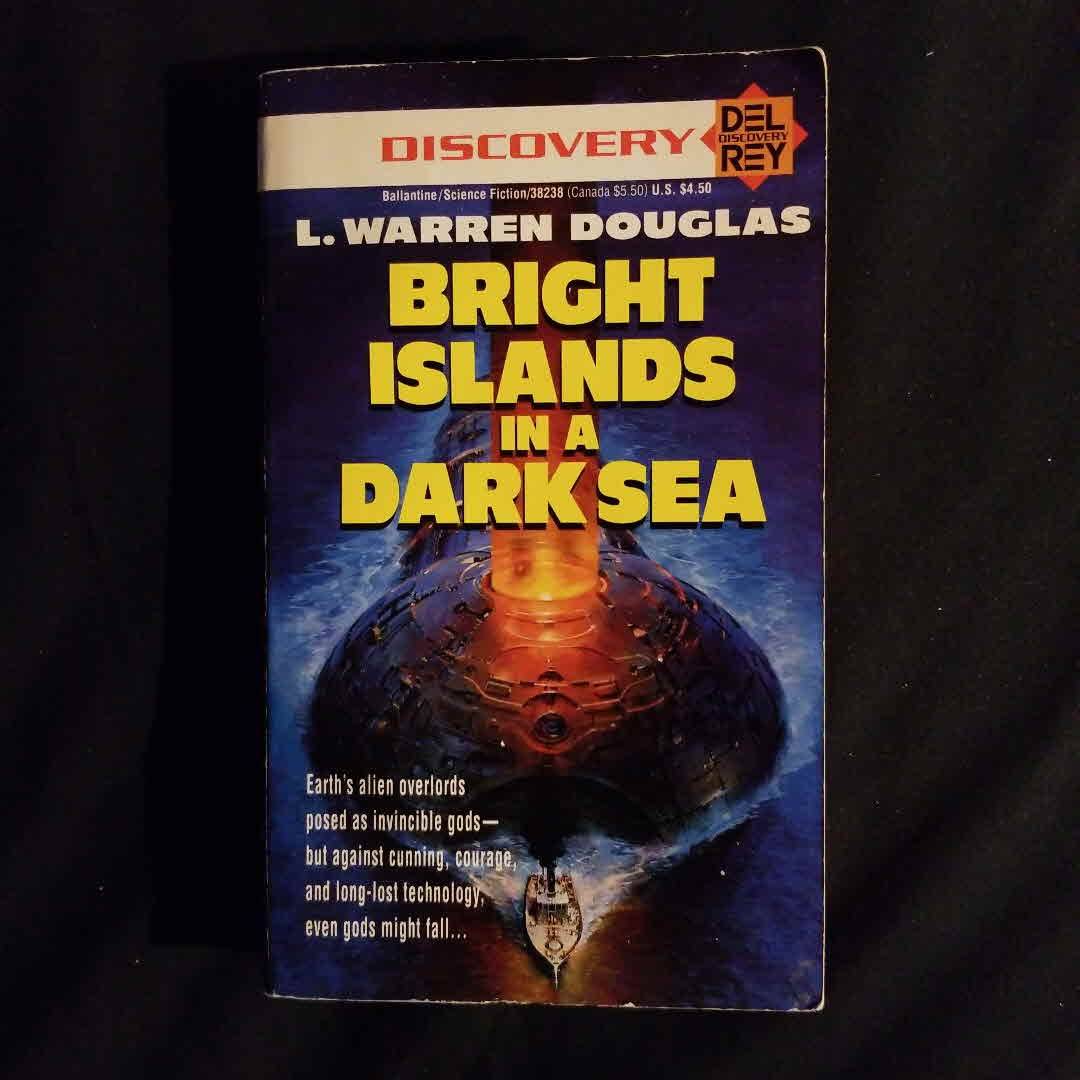 DISCOVERY
DEL
DISCOVERY
REY
Ballantine/Science Fiction/38238 (Canada $5.50) U.S. $4.50
L. WARREN DOUGLAS
BRIGHT
ISLANDS
IN A
DARK SEA
Earth's alien overlords
posed as invincible gods—
but against cunning, courage,
and long-lost technology,
even gods might fall...